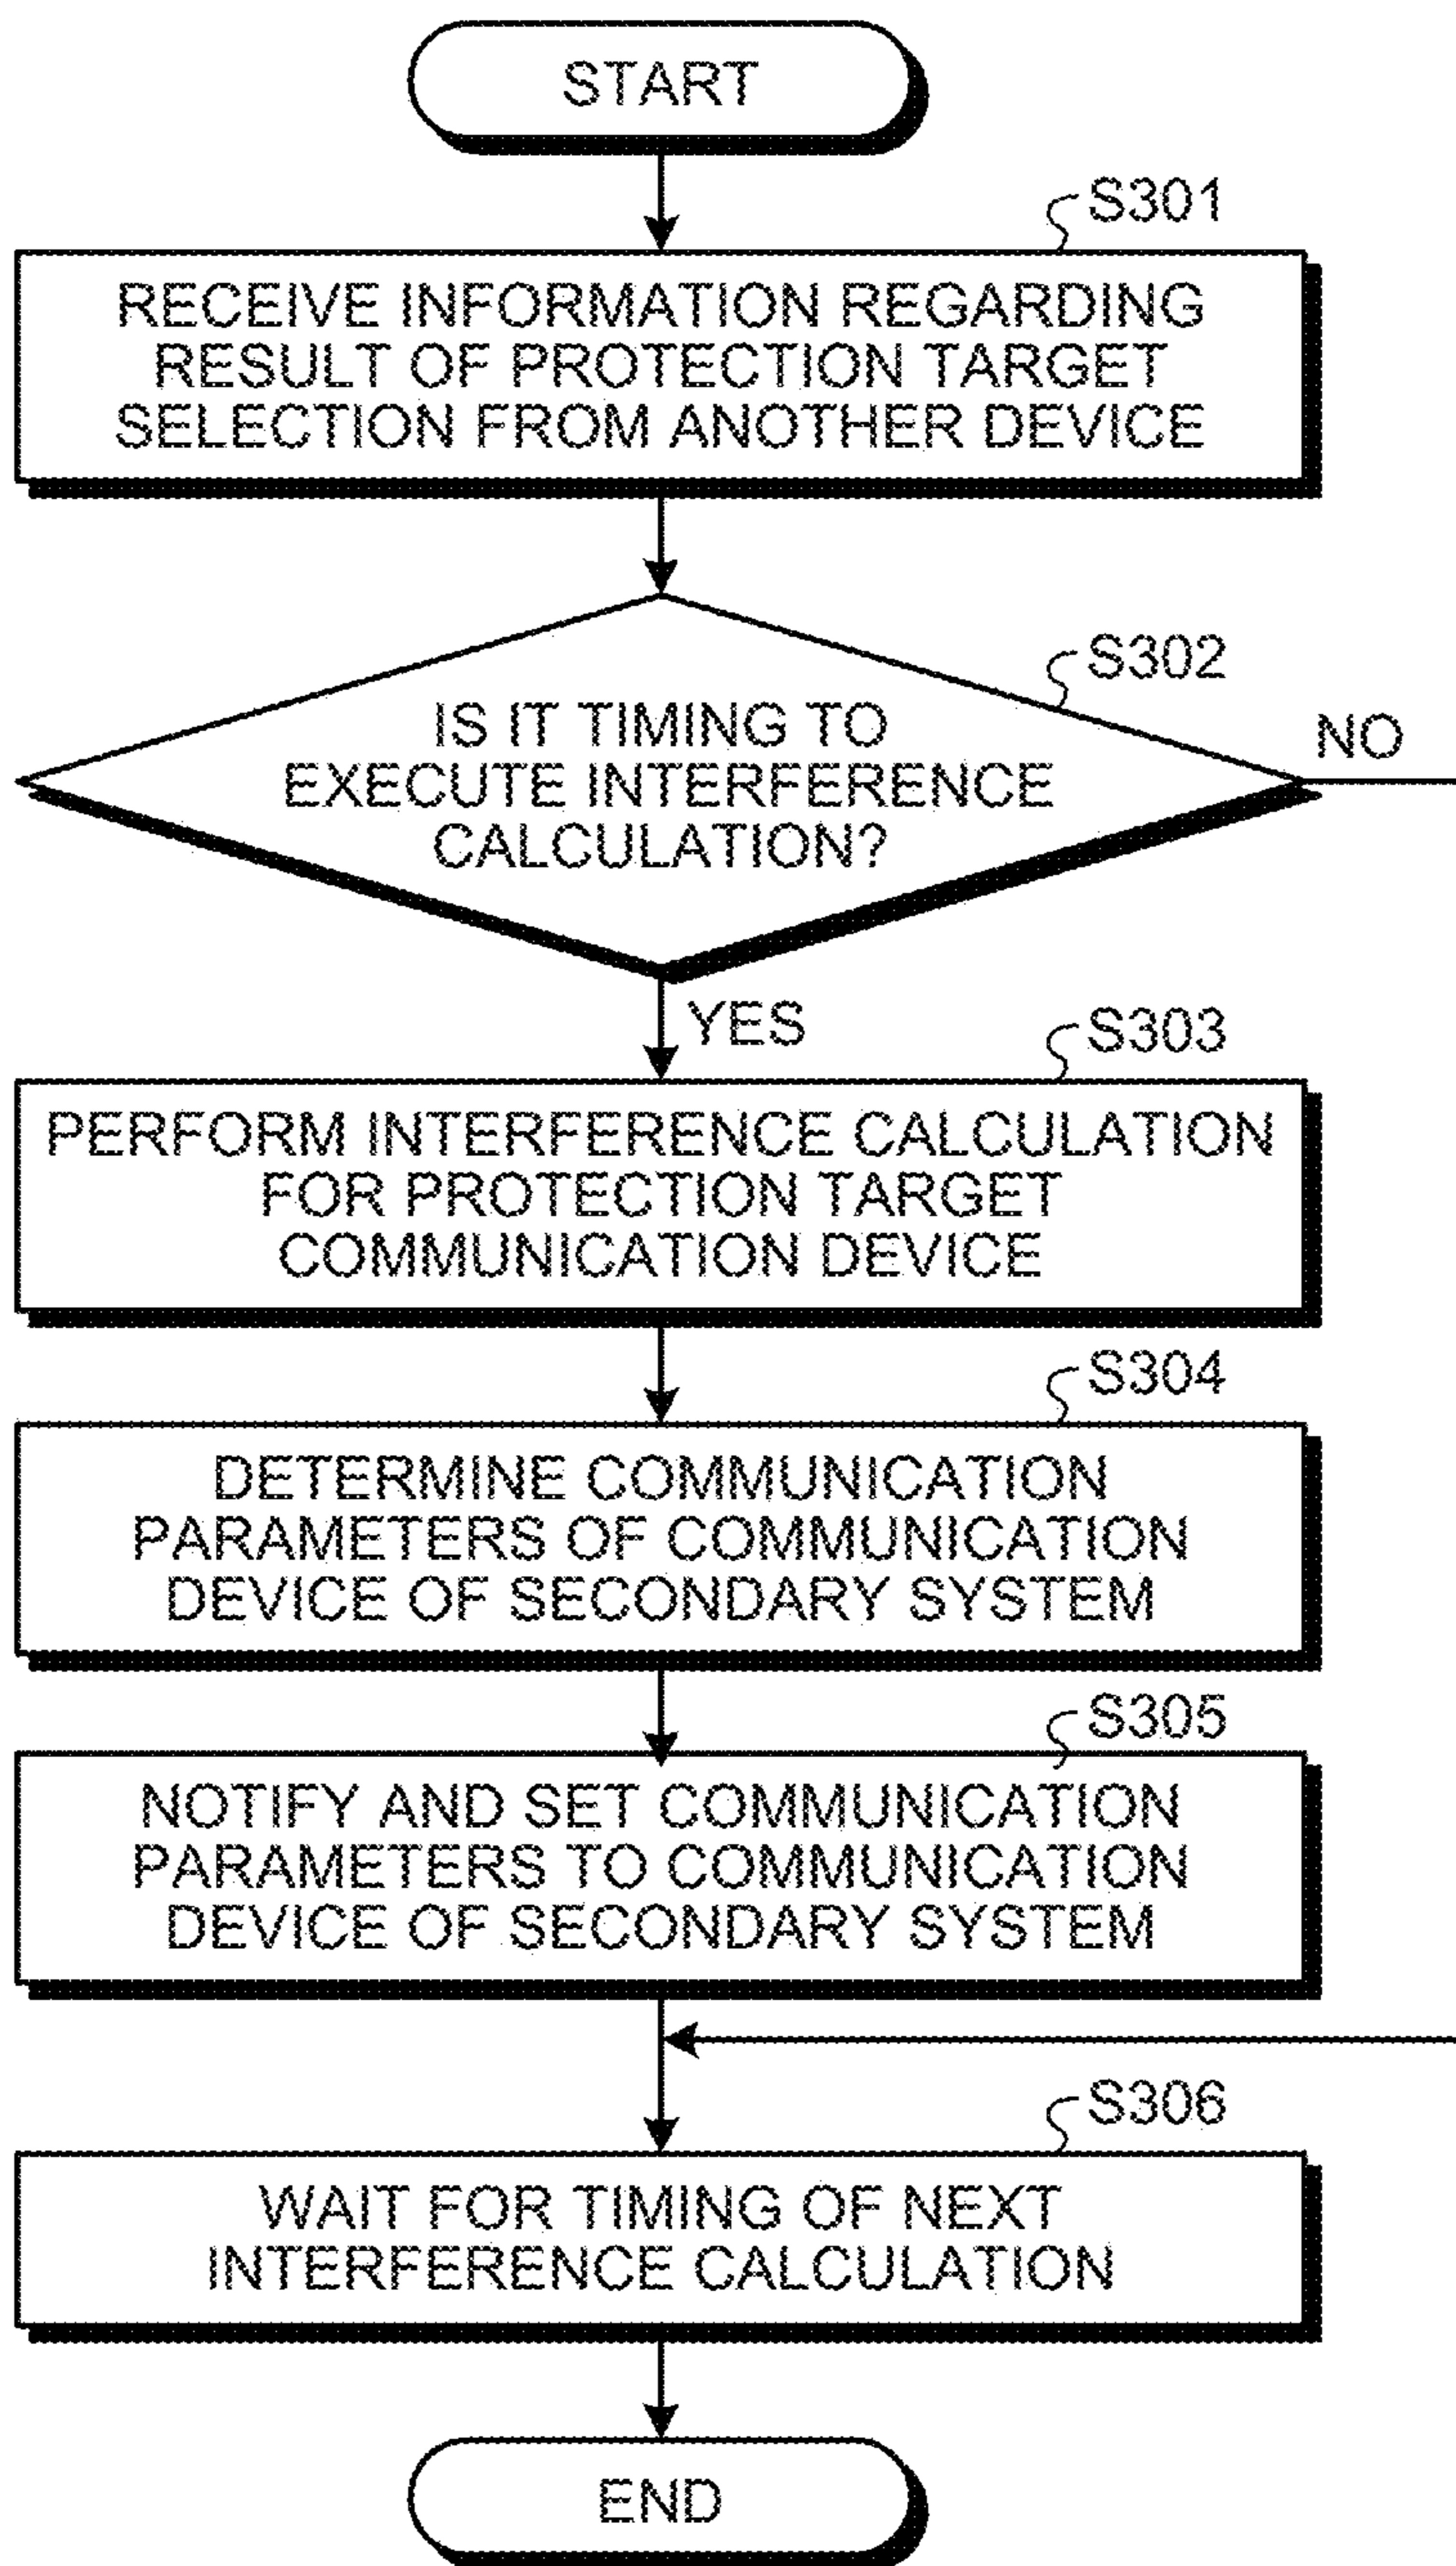 START
S301
RECEIVE INFORMATION REGARDING
RESULT OF PROTECTION TARGET
SELECTION FROM ANOTHER DEVICE
S302
IS IT TIMING TO
EXECUTE INTERFERENCE
CALCULATION?
NO
YES
S303
PERFORM INTERFERENCE CALCULATION
FOR PROTECTION TARGET
COMMUNICATION DEVICE
S304
DETERMINE COMMUNICATION
PARAMETERS OF COMMUNICATION
DEVICE OF SECONDARY SYSTEM
S305
NOTIFY AND SET COMMUNICATION
PARAMETERS TO COMMUNICATION
DEVICE OF SECONDARY SYSTEM
S306
WAIT FOR TIMING OF NEXT
INTERFERENCE CALCULATION
END